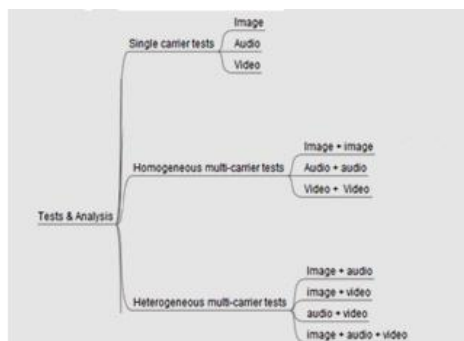 Image
Single carrier tests
Audio
Video
Image + image
Homogeneous multi-carrier tests
Audio + audio
Video + Video
Tests & Analysis
Image + audio
image + video
Heterogeneous multi-carrier tests
audio + video
image + audio + video